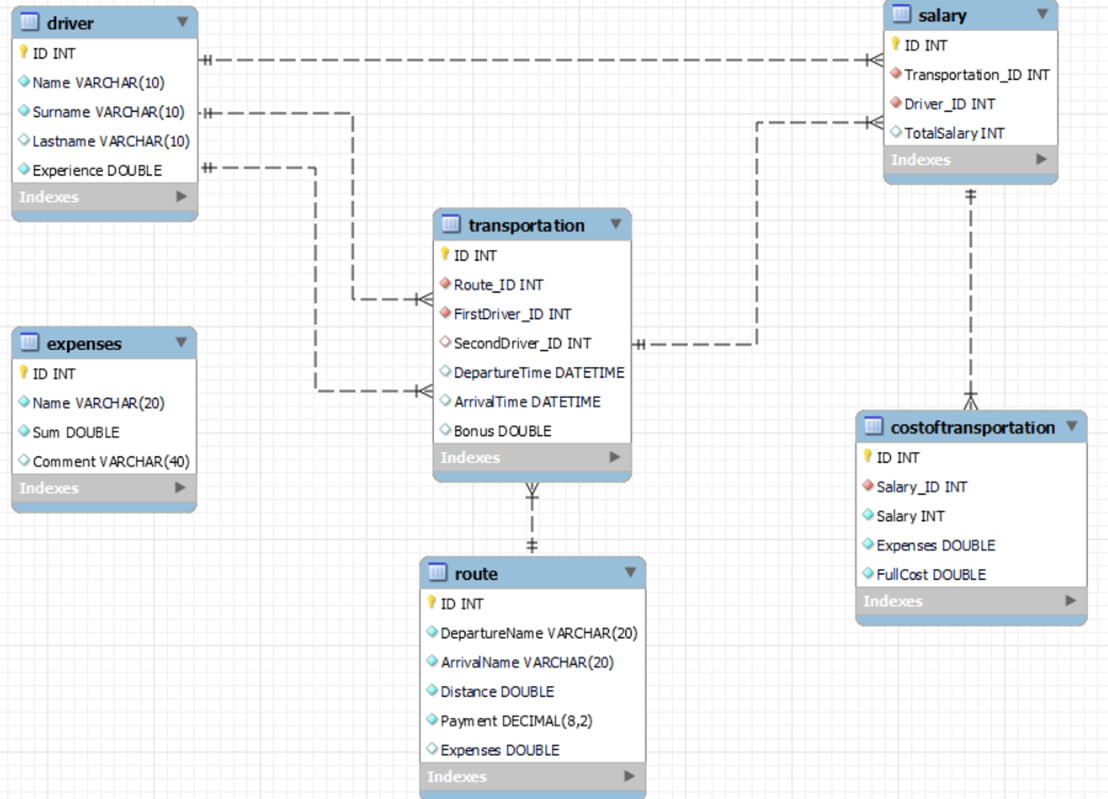 driver
ID INT
Name VARCHAR(10)
Surname VARCHAR(10)
Lastname VARCHAR(10)
Experience DOUBLE
Indexes
salary
ID INT
Transportation_ID INT
Driver_ID INT
TotalSalary INT
Indexes
transportation
ID INT
Route_ID INT
FirstDriver_ID INT
SecondDriver_ID INT
DepartureTime DATETIME
ArrivalTime DATETIME
Bonus DOUBLE
Indexes
expenses
ID INT
Name VARCHAR(20)
Sum DOUBLE
Comment VARCHAR(40)
Indexes
costoftransportation
ID INT
Salary_ID INT
Salary INT
Expenses DOUBLE
FullCost DOUBLE
Indexes
route
ID INT
DepartureName VARCHAR(20)
ArrivalName VARCHAR(20)
Distance DOUBLE
Payment DECIMAL(8,2)
Expenses DOUBLE
Indexes